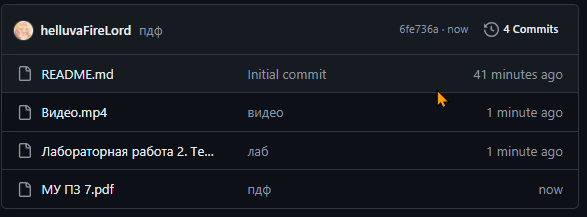 helluvaFireLord пдф 6fe736a · now 4 Commits
README.md Initial commit 41 minutes ago
Видео.mp4 видео 1 minute ago
Лабораторная работа 2. Те... лаб 1 minute ago
МУ ПЗ 7.pdf пдф now